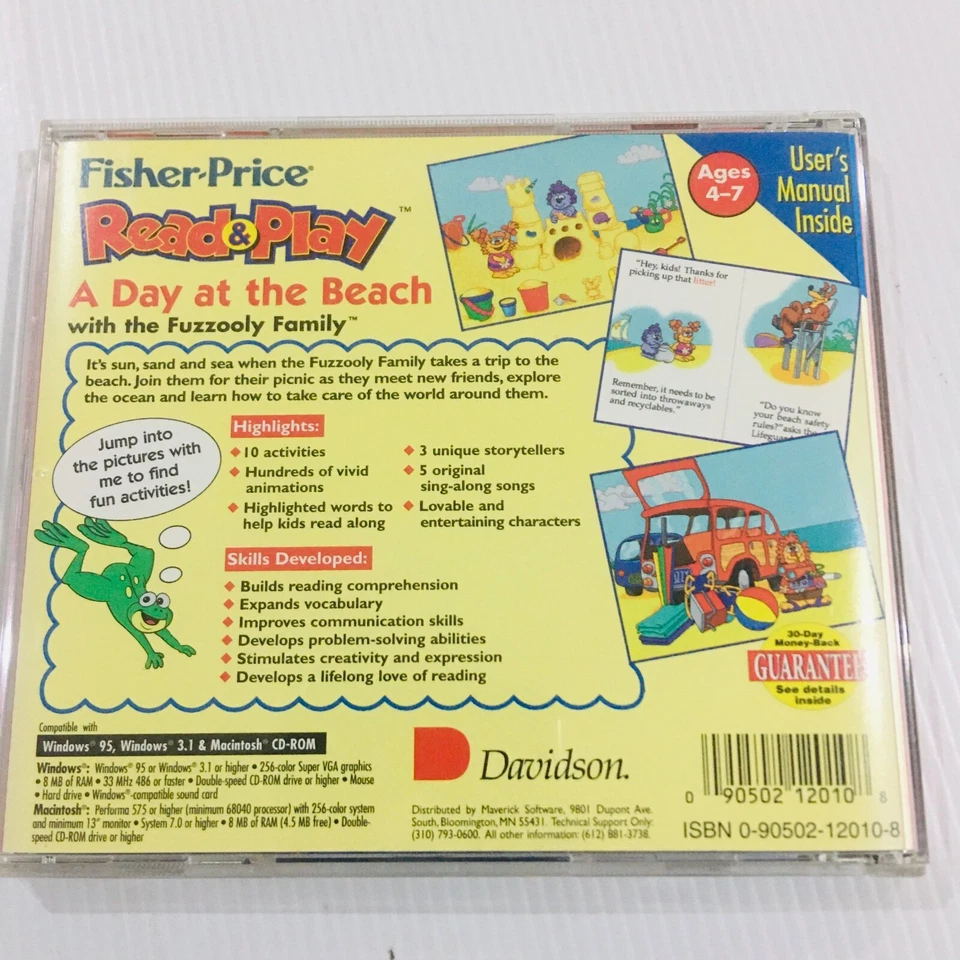 Fisher-Price®
Read & Play™
A Day at the Beach
with the Fuzzooly Family™
Ages
4-7
User's
Manual
Inside
"Hey, kids! Thanks for
picking up that litter!
Remember, it needs to be
sorted into throwaways
and recyclables."
"Do you know
your beach safety
rules?" asks the
Lifeguard
It's sun, sand and sea when the Fuzzooly Family takes a trip to the
beach. Join them for their picnic as they meet new friends, explore
the ocean and learn how to take care of the world around them.
Jump into
the pictures with
me to find
fun activities!
Highlights:
10 activities
Hundreds of vivid
animations
Highlighted words to
help kids read along
3 unique storytellers
5 original
sing-along songs
Lovable and
entertaining characters
Skills Developed:
Builds reading comprehension
Expands vocabulary
Improves communication skills
Develops problem-solving abilities
Stimulates creativity and expression
Develops a lifelong love of reading
30-Day
Money-Back
GUARANTEE
See details
inside
Compatible with
Windows® 95, Windows® 3.1 & Macintosh® CD-ROM
Windows®: Windows® 95 or Windows® 3.1 or higher • 256-color Super VGA graphics
• 8 MB of RAM • 33 MHz 486 or faster • Double-speed CD-ROM drive or higher • Mouse
• Hard drive • Windows®-compatible sound card
Macintosh®: Performa 575 or higher (minimum 68040 processor) with 256-color system
and minimum 13" monitor • System 7.0 or higher • 8 MB of RAM (4.5 MB free) • Double-
speed CD-ROM drive or higher
Davidson.
Distributed by Maverick Software, 9801 Dupont Ave.
South, Bloomington, MN 55431. Technical Support Only:
(310) 793-0600. All other information: (612) 881-3738.
0 90502 12010 8
ISBN 0-90502-12010-8